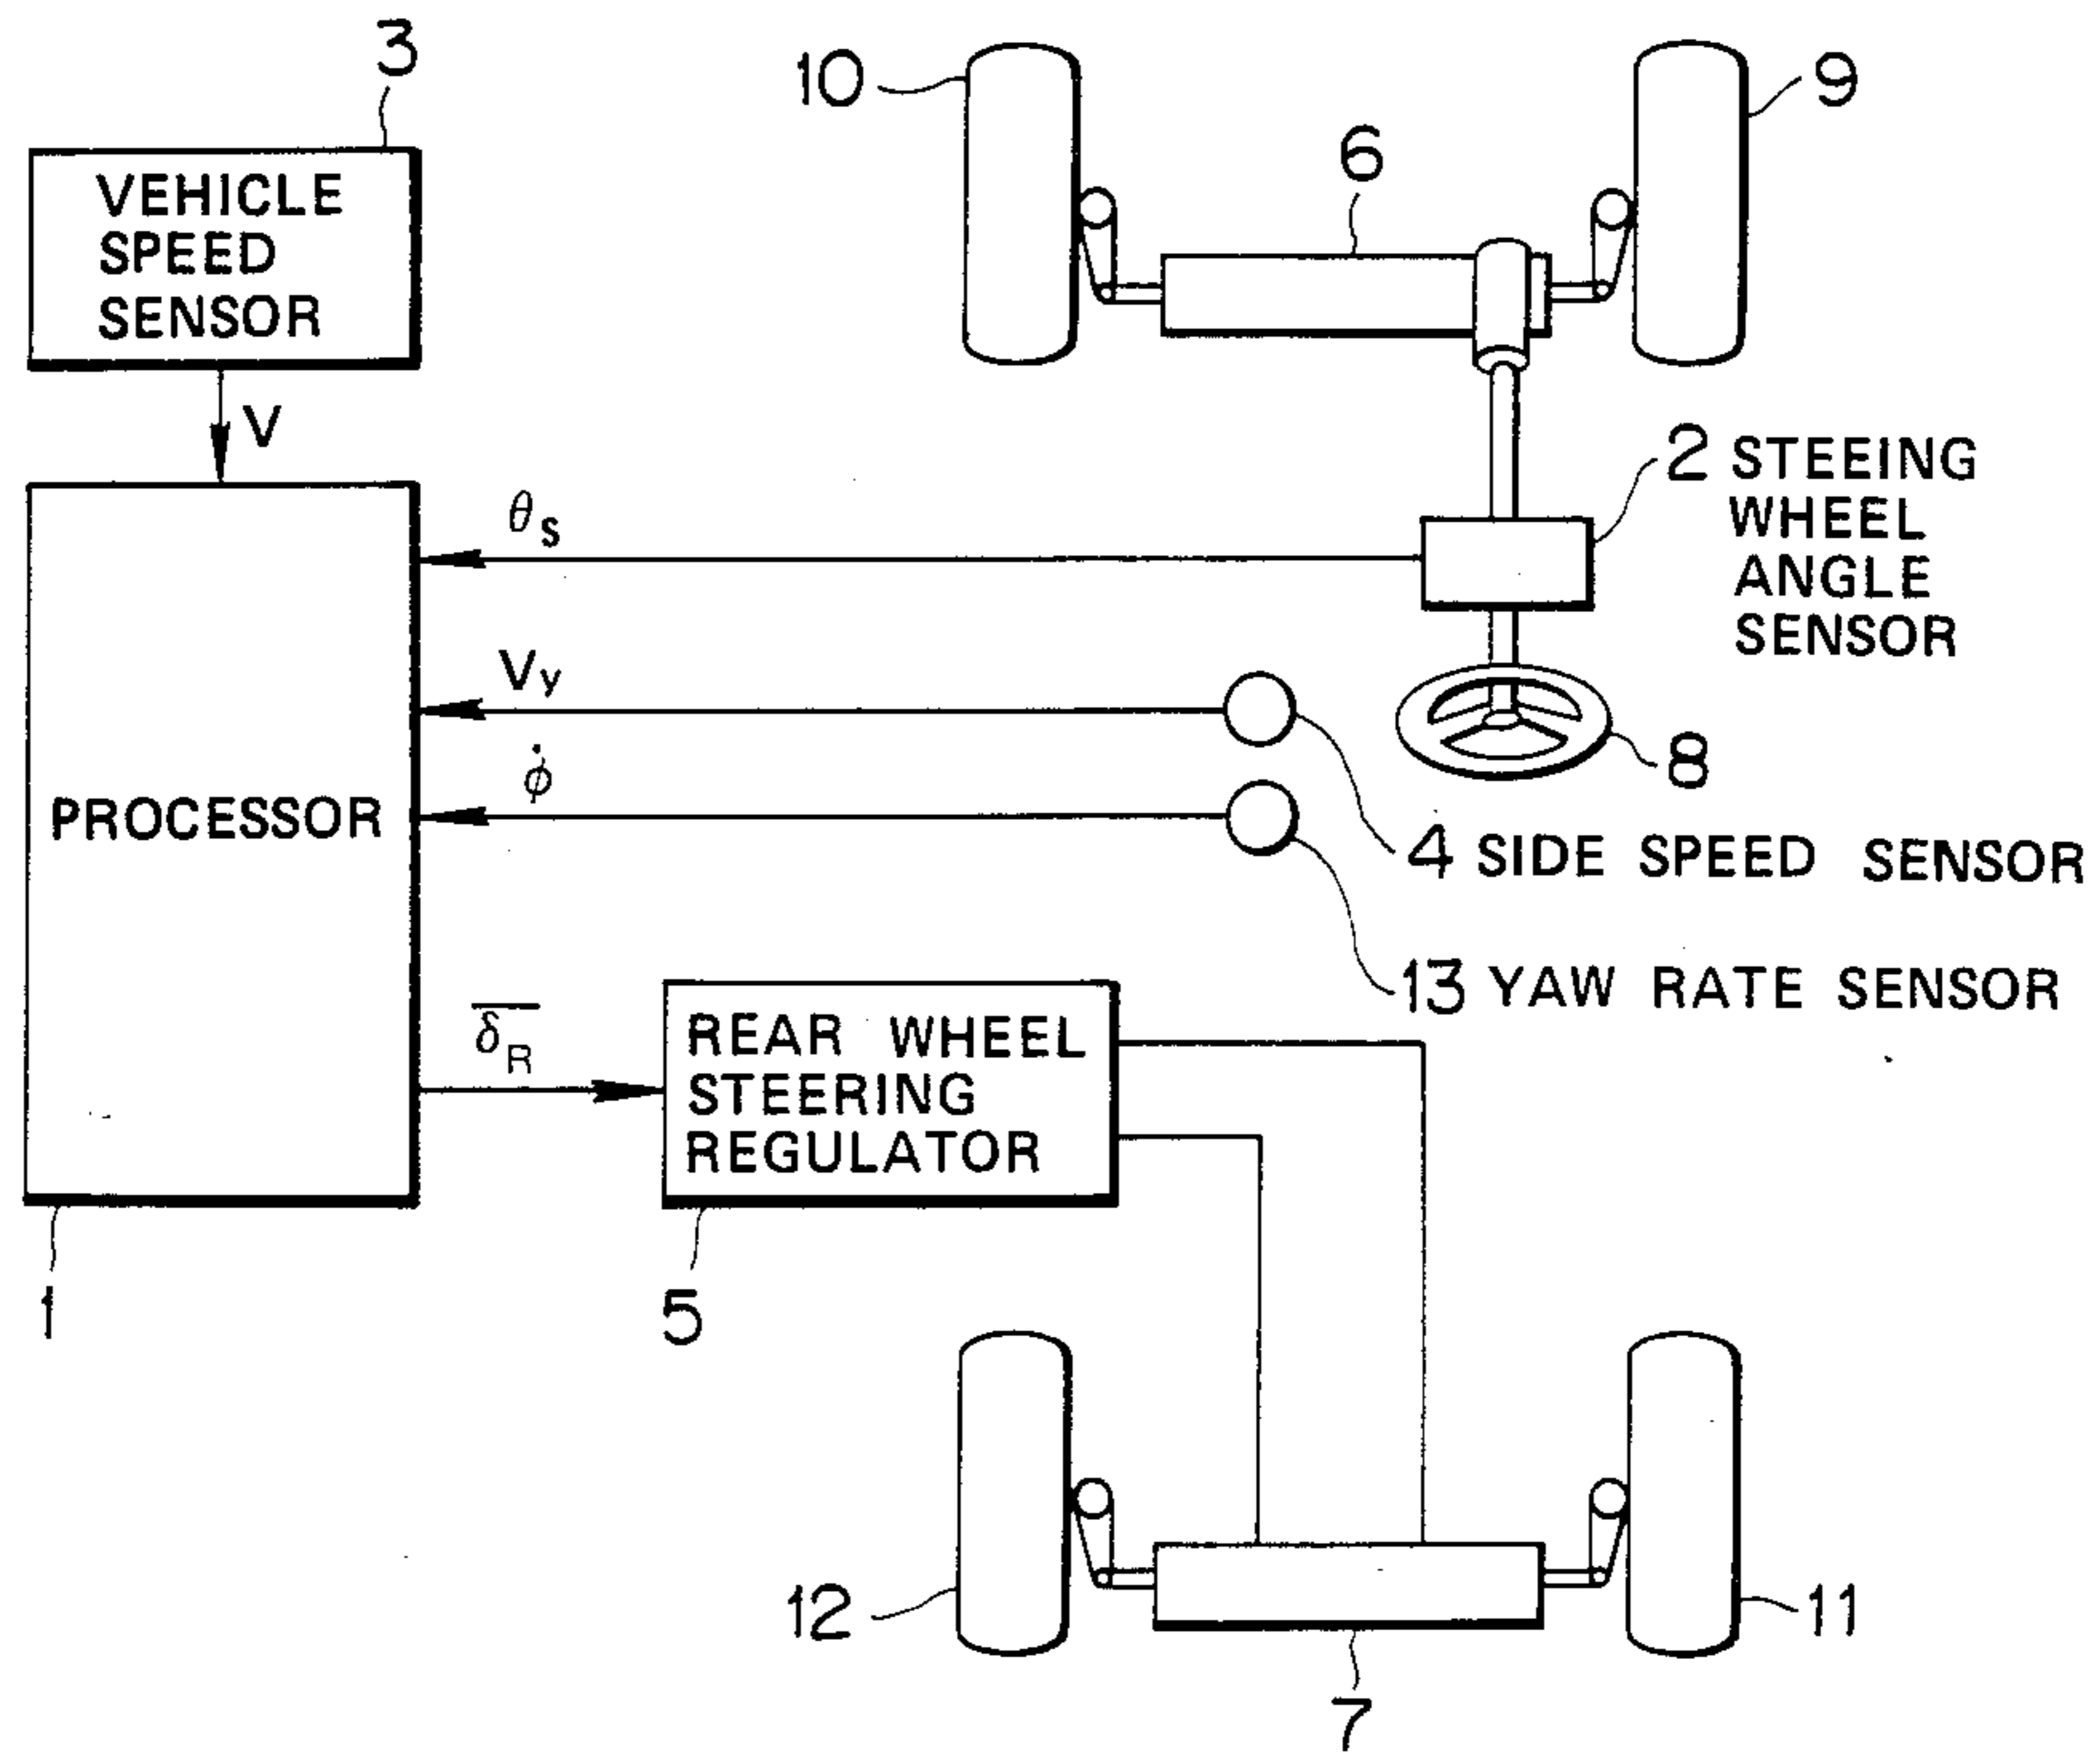 3
VEHICLE
SPEED
SENSOR
V
10
9
6
2 STEEING
WHEEL
ANGLE
SENSOR
θs
Vy
8
φ̇
PROCESSOR
4 SIDE SPEED SENSOR
13 YAW RATE SENSOR
δ̅R
REAR WHEEL
STEERING
REGULATOR
1
5
12
11
7